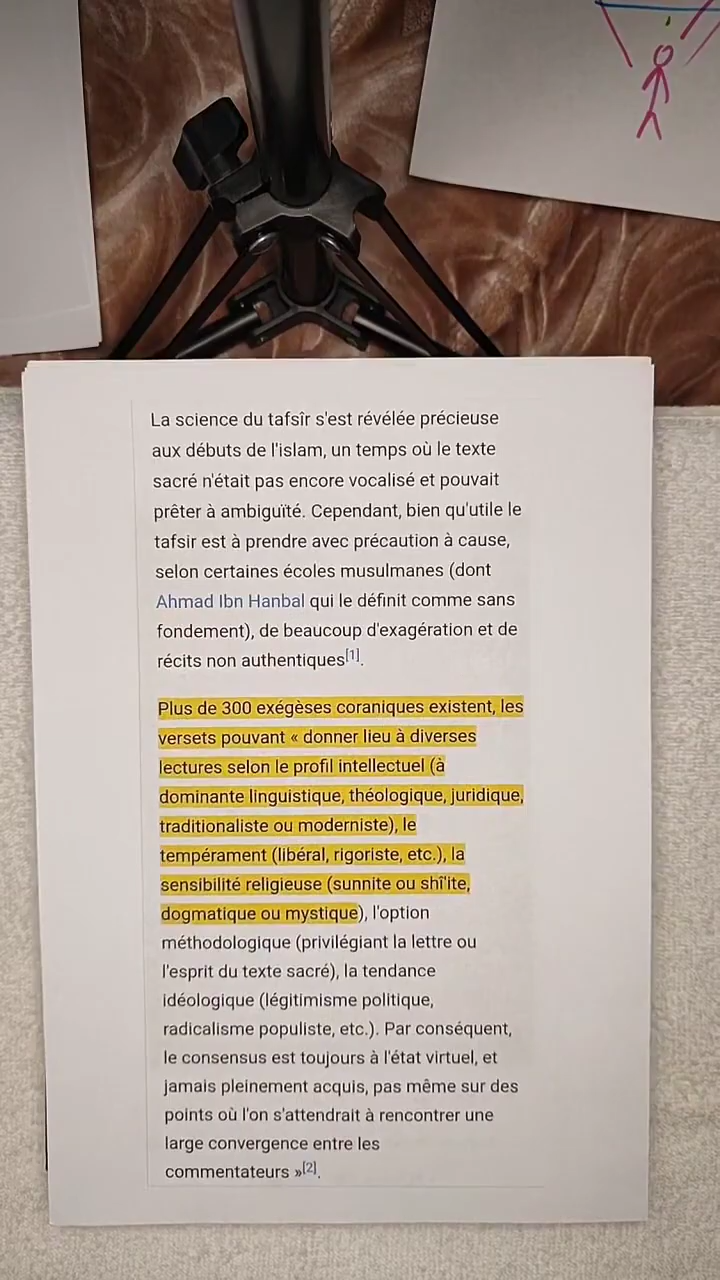 La science du tafsîr s'est révélée précieuse
aux débuts de l'islam, un temps où le texte
sacré n'était pas encore vocalisé et pouvait
prêter à ambiguïté. Cependant, bien qu'utile le
tafsir est à prendre avec précaution à cause,
selon certaines écoles musulmanes (dont
Ahmad Ibn Hanbal qui le définit comme sans
fondement), de beaucoup d'exagération et de
récits non authentiques[1].
Plus de 300 exégèses coraniques existent, les
versets pouvant « donner lieu à diverses
lectures selon le profil intellectuel (à
dominante linguistique, théologique, juridique,
traditionaliste ou moderniste), le
tempérament (libéral, rigoriste, etc.), la
sensibilité religieuse (sunnite ou shî'ite,
dogmatique ou mystique), l'option
méthodologique (privilégiant la lettre ou
l'esprit du texte sacré), la tendance
idéologique (légitimisme politique,
radicalisme populiste, etc.). Par conséquent,
le consensus est toujours à l'état virtuel, et
jamais pleinement acquis, pas même sur des
points où l'on s'attendrait à rencontrer une
large convergence entre les
commentateurs »[2].